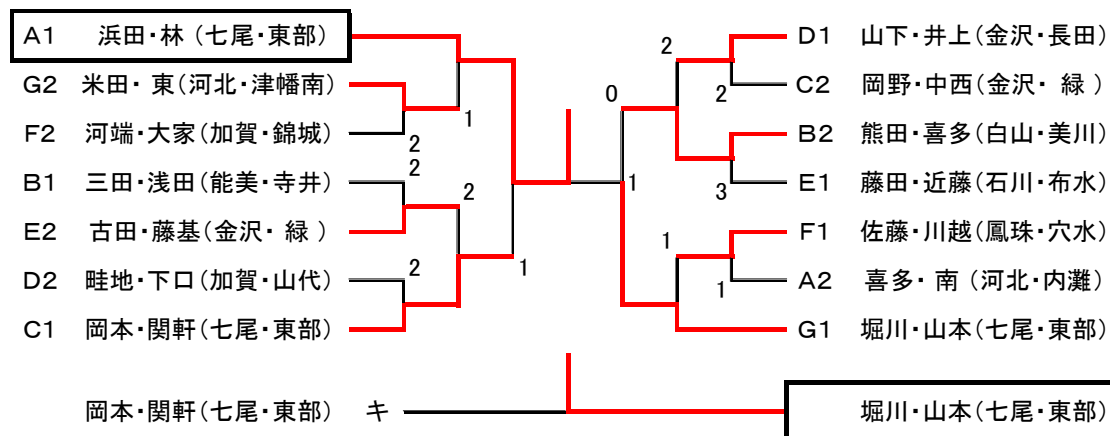 A1 浜田・林 (七尾・東部)
G2 米田・ 東(河北・津幡南)
F2 河端・大家(加賀・錦城)
B1 三田・浅田(能美・寺井)
E2 古田・藤基(金沢・ 緑 )
D2 畦地・下口(加賀・山代)
C1 岡本・関軒(七尾・東部)
1
2
2
2
2
1
2
0
2
3
1
1
1
D1 山下・井上(金沢・長田)
C2 岡野・中西(金沢・ 緑 )
B2 熊田・喜多(白山・美川)
E1 藤田・近藤(石川・布水)
F1 佐藤・川越(鳳珠・穴水)
A2 喜多・ 南 (河北・内灘)
G1 堀川・山本(七尾・東部)
岡本・関軒(七尾・東部) キ
堀川・山本(七尾・東部)